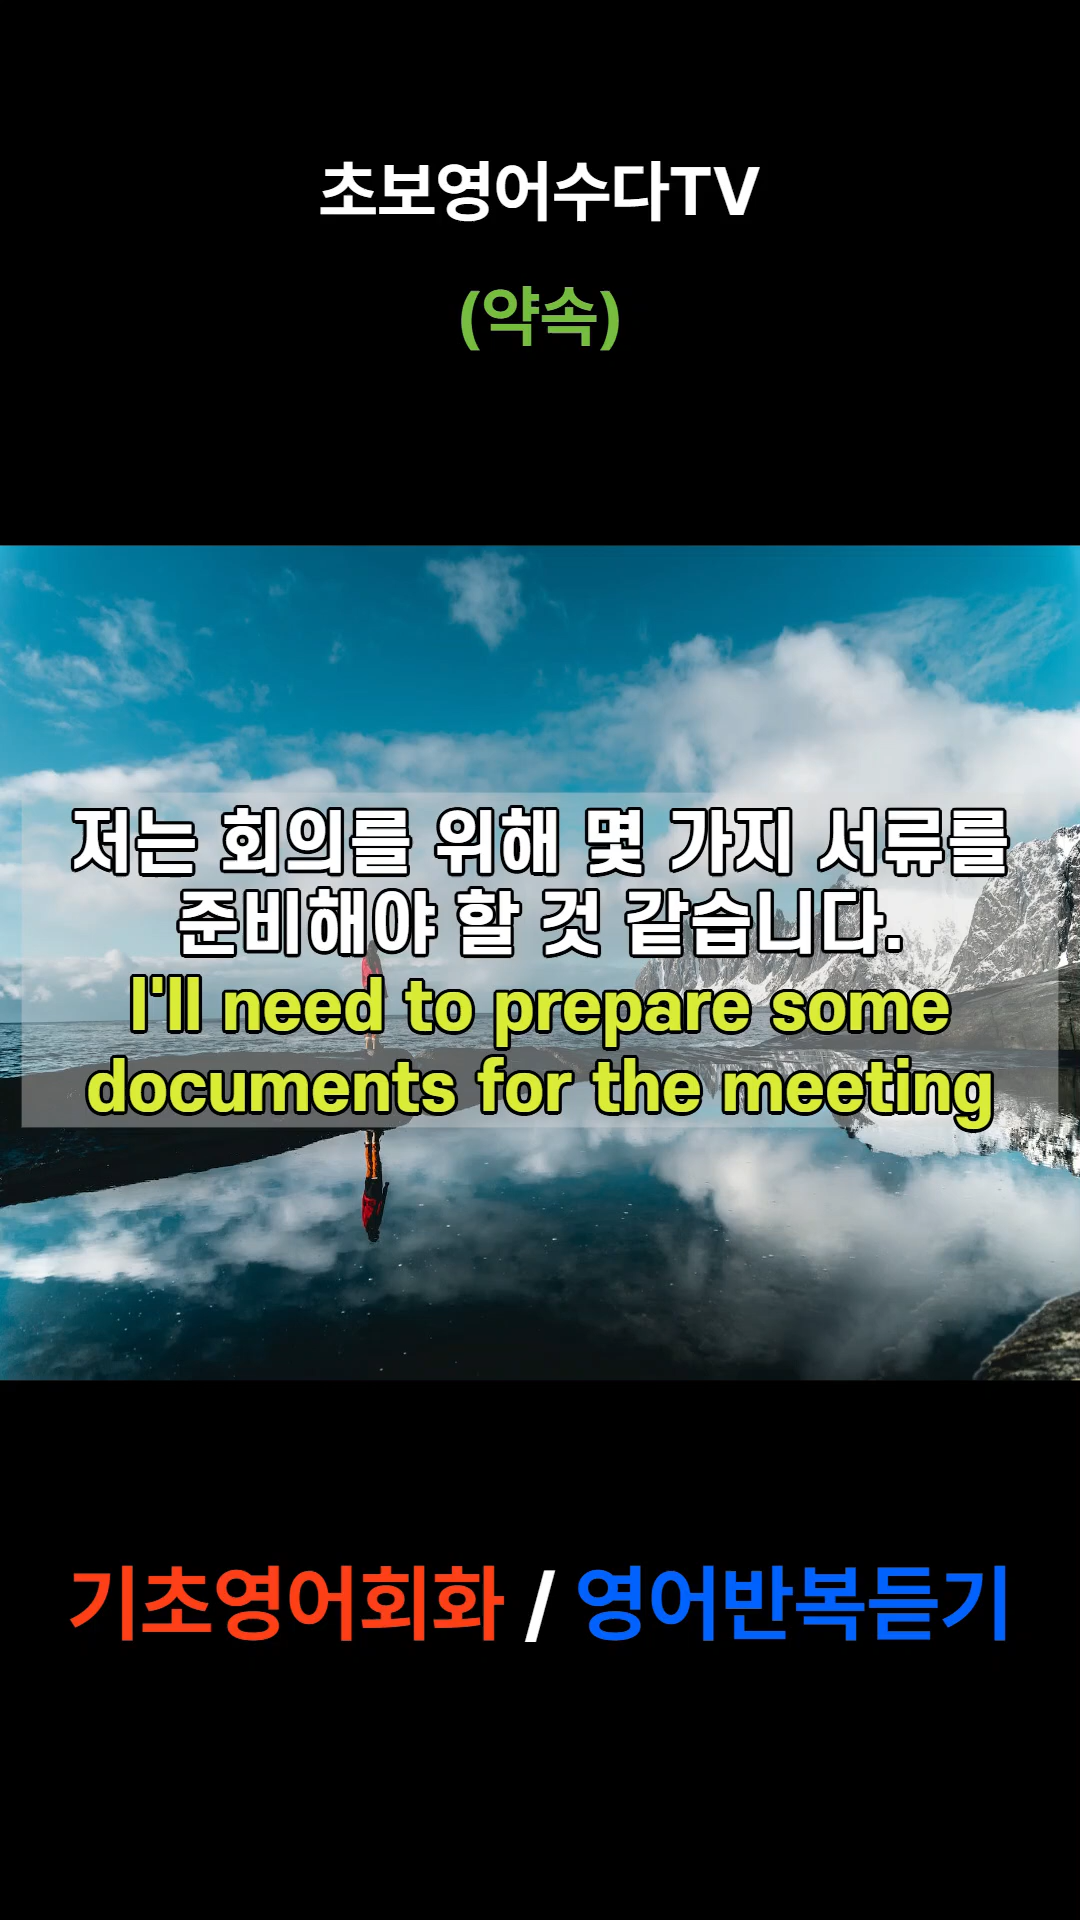 초보영어수다TV
(약속)
저는 회의를 위해 몇 가지 서류를
준비해야 할 것 같습니다.
I'll need to prepare some
documents for the meeting
기초영어회화 / 영어반복듣기